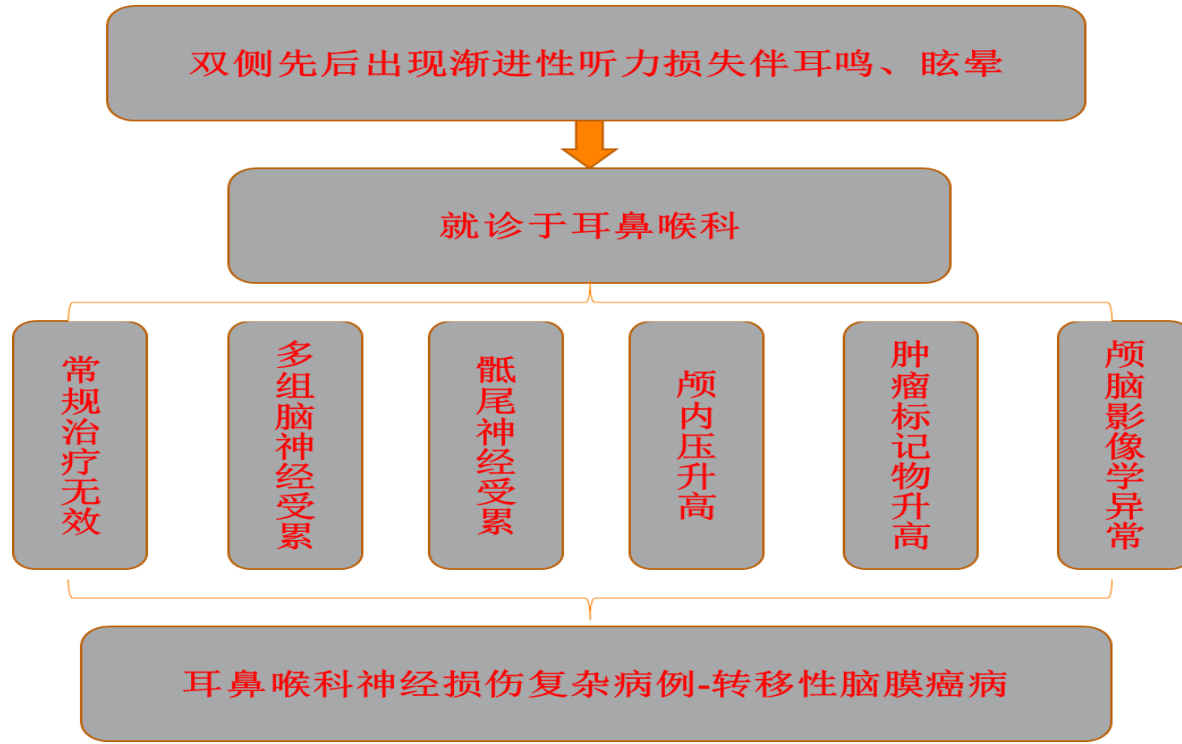 双侧先后出现渐进性听力损失伴耳鸣、眩晕
就诊于耳鼻喉科
常规治疗无效
多组脑神经受累
骶尾神经受累
颅内压升高
肿瘤标记物升高
颅脑影像学异常
耳鼻喉科神经损伤复杂病例-转移性脑膜癌病